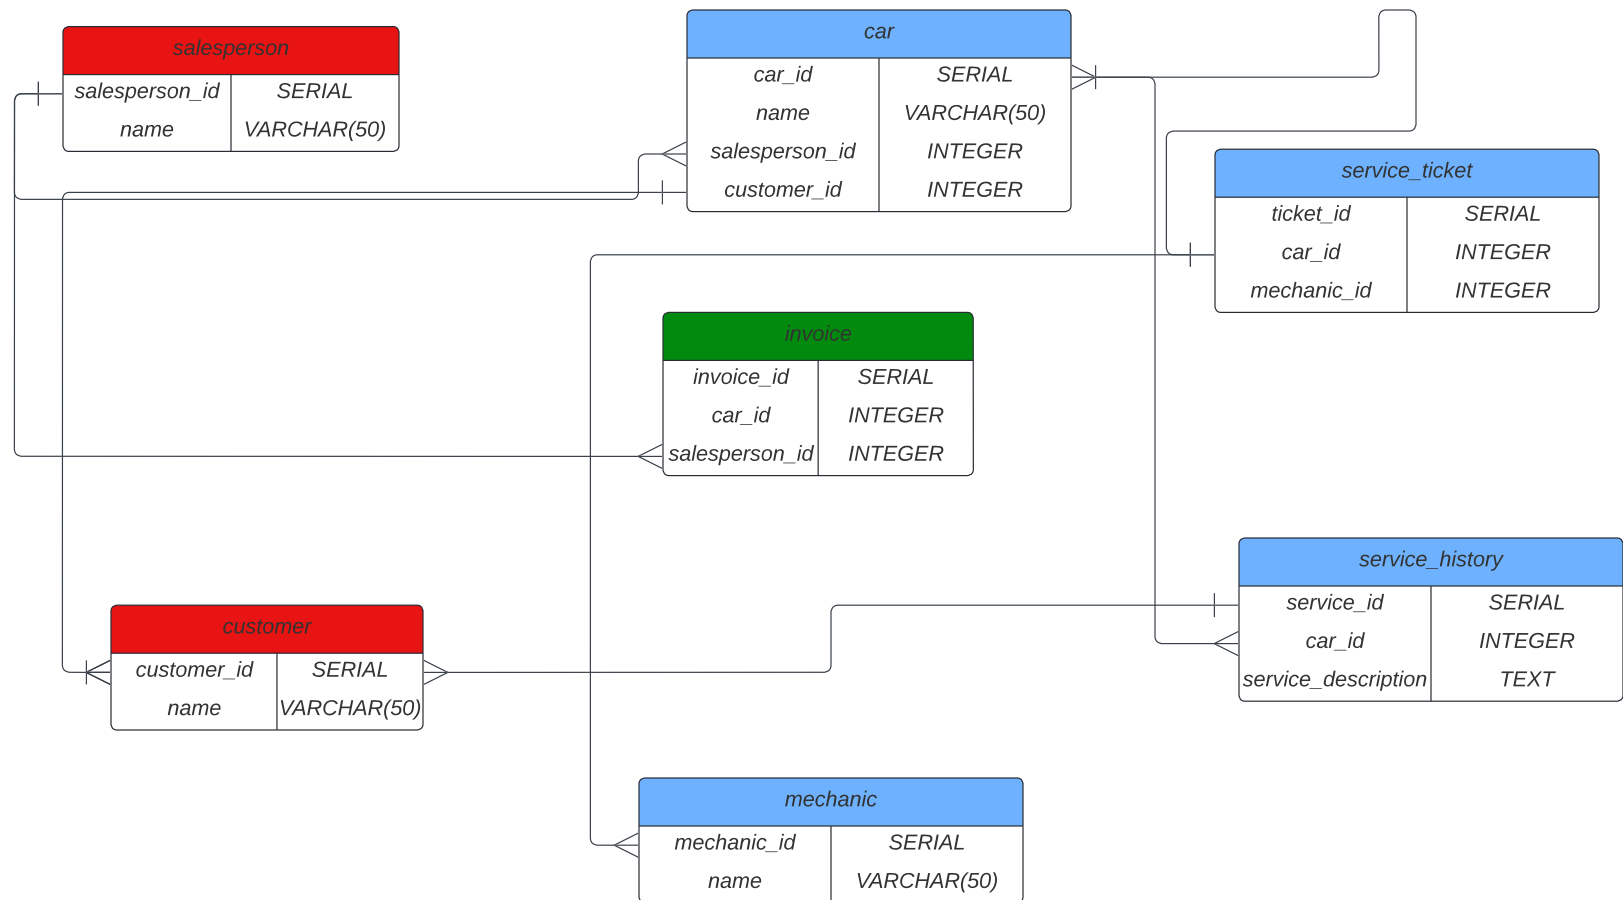 salesperson
salesperson_id SERIAL
name VARCHAR(50)
car
car_id SERIAL
name VARCHAR(50)
salesperson_id INTEGER
customer_id INTEGER
service_ticket
ticket_id SERIAL
car_id INTEGER
mechanic_id INTEGER
invoice
invoice_id SERIAL
car_id INTEGER
salesperson_id INTEGER
service_history
service_id SERIAL
car_id INTEGER
service_description TEXT
customer
customer_id SERIAL
name VARCHAR(50)
mechanic
mechanic_id SERIAL
name VARCHAR(50)